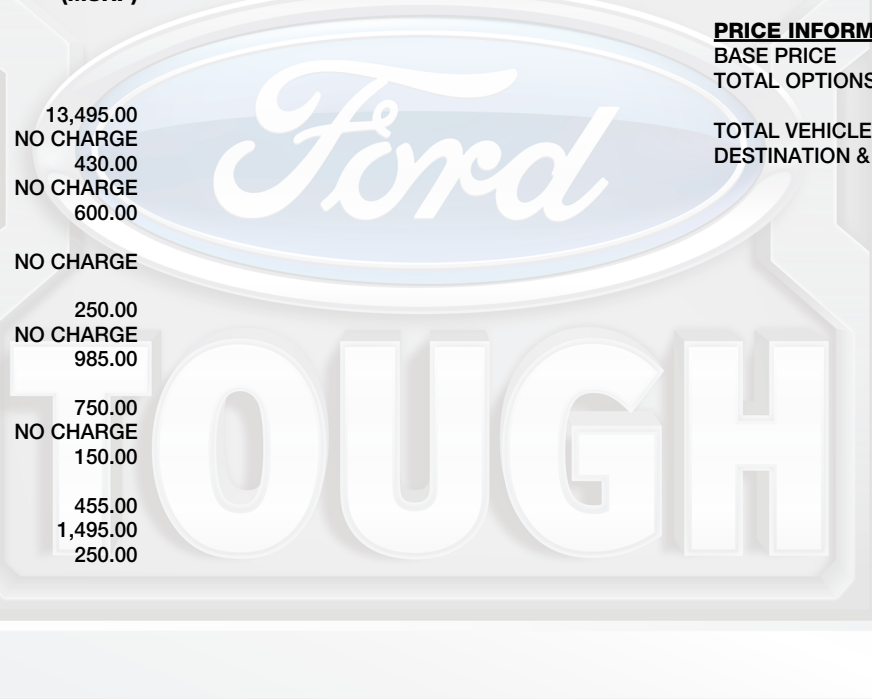 (MSRP)
13,495.00
NO CHARGE
430.00
NO CHARGE
600.00
NO CHARGE
250.00
NO CHARGE
985.00
750.00
NO CHARGE
150.00
455.00
1,495.00
250.00
PRICE INFORM
BASE PRICE
TOTAL OPTIONS
TOTAL VEHICLE
DESTINATION &
Ford
TOUGH